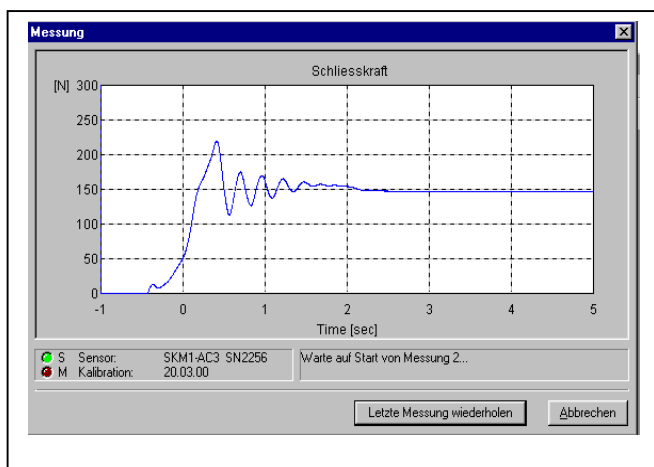 Messung
Schliesskraft
[N] 300
250
200
150
100
50
0
-1 0 1 2 3 4 5
Time [sec]
S Sensor: SKM1-AC3 SN2256
M Kalibration: 20.03.00
Warte auf Start von Messung 2...
Letzte Messung wiederholen
Abbrechen